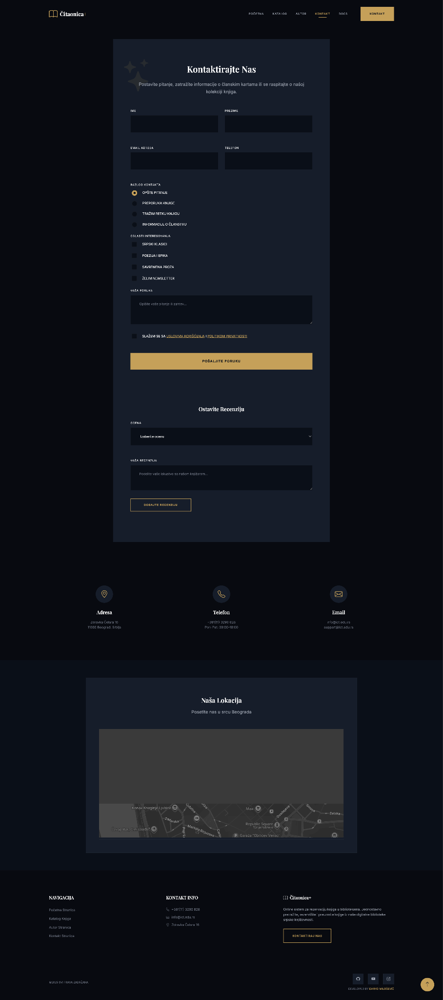 Čitaonica+
POČETNA
KATALOG
AUTOR
KONTAKT
DOCS
KONTAKT
Kontaktirajte Nas
Postavite pitanje, zatražite informacije o članskim kartama ili se raspitajte o našoj
kolekciji knjiga.
IME
PREZIME
EMAIL ADRESA
TELEFON
RAZLOG KONTAKTA
OPŠTE PITANJE
PREPORUKA KNJIGE
TRAŽIM RETKU KNJIGU
INFORMACIJE O ČLANSTVU
OBLASTI INTERESOVANJA
SRPSKI KLASICI
POEZIJA I EPIKA
SAVREMENA PROZA
ŽELIM NEWSLETTER
VAŠA PORUKA
Opišite vaše pitanje ili zahtev...
SLAŽEM SE SA USLOVIMA KORIŠĆENJA I POLITIKOM PRIVATNOSTI
POŠALJITE PORUKU
Ostavite Recenziju
OCENA
Izaberite ocenu
VAŠA RECENZIJA
Podelite vaše iskustvo sa našom knjižarom...
DODAJTE RECENZIJU
Adresa
Zdravka Čelara 16
11000 Beograd, Srbija
Telefon
+381(11) 3290 828
Pon-Pet: 09:00-18:00
Email
info@ict.edu.rs
support@ict.edu.rs
Naša Lokacija
Posetite nas u srcu Beograda
Konak Kneginje Ljubice
Zadarska
Čubrina
Pop-Lu
Maršala Birjuzova
Caric
Ćevap Bar "Crni Đorđe"
Maxi
Dositejeva
Simina
Zetska
Republic Square
Трг републике
Garaža "Obilićev Venac"
NAVIGACIJA
Početna Stranica
Katalog Knjiga
Autor Stranica
Kontakt Stranica
KONTAKT INFO
+381(11) 3290 828
info@ict.edu.rs
Zdravka Čelara 16
Čitaonica+
Online sistem za rezervaciju knjiga u bibliotekama. Jednostavno
pretražite, rezervišite i preuzmite knjige iz naše digitalne biblioteke
srpske književnosti.
KONTAKTIRAJ NAS
©2025 SVI PRAVA ZADRŽANA
DEVELOPED BY DARKO MILOŠEVIĆ